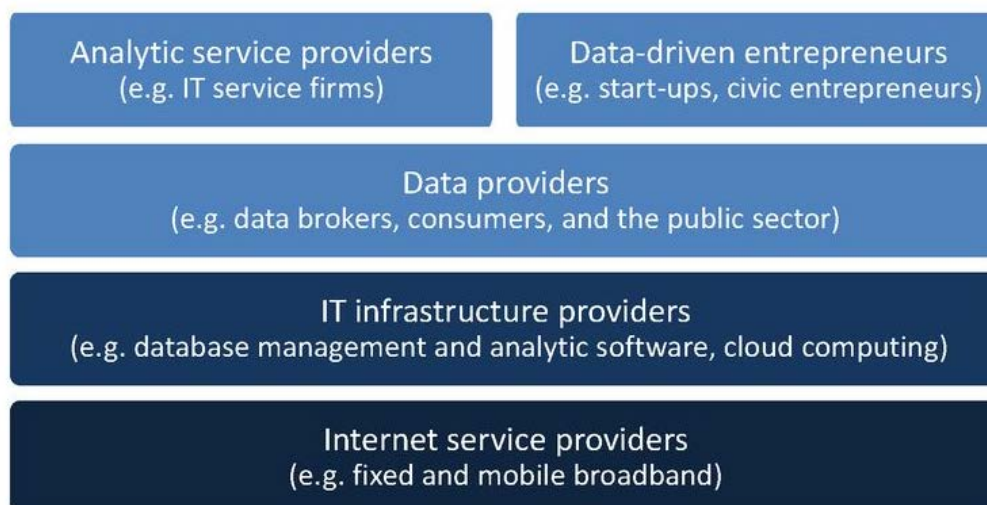 Analytic service providers
(e.g. IT service firms)
Data-driven entrepreneurs
(e.g. start-ups, civic entrepreneurs)
Data providers
(e.g. data brokers, consumers, and the public sector)
IT infrastructure providers
(e.g. database management and analytic software, cloud computing)
Internet service providers
(e.g. fixed and mobile broadband)